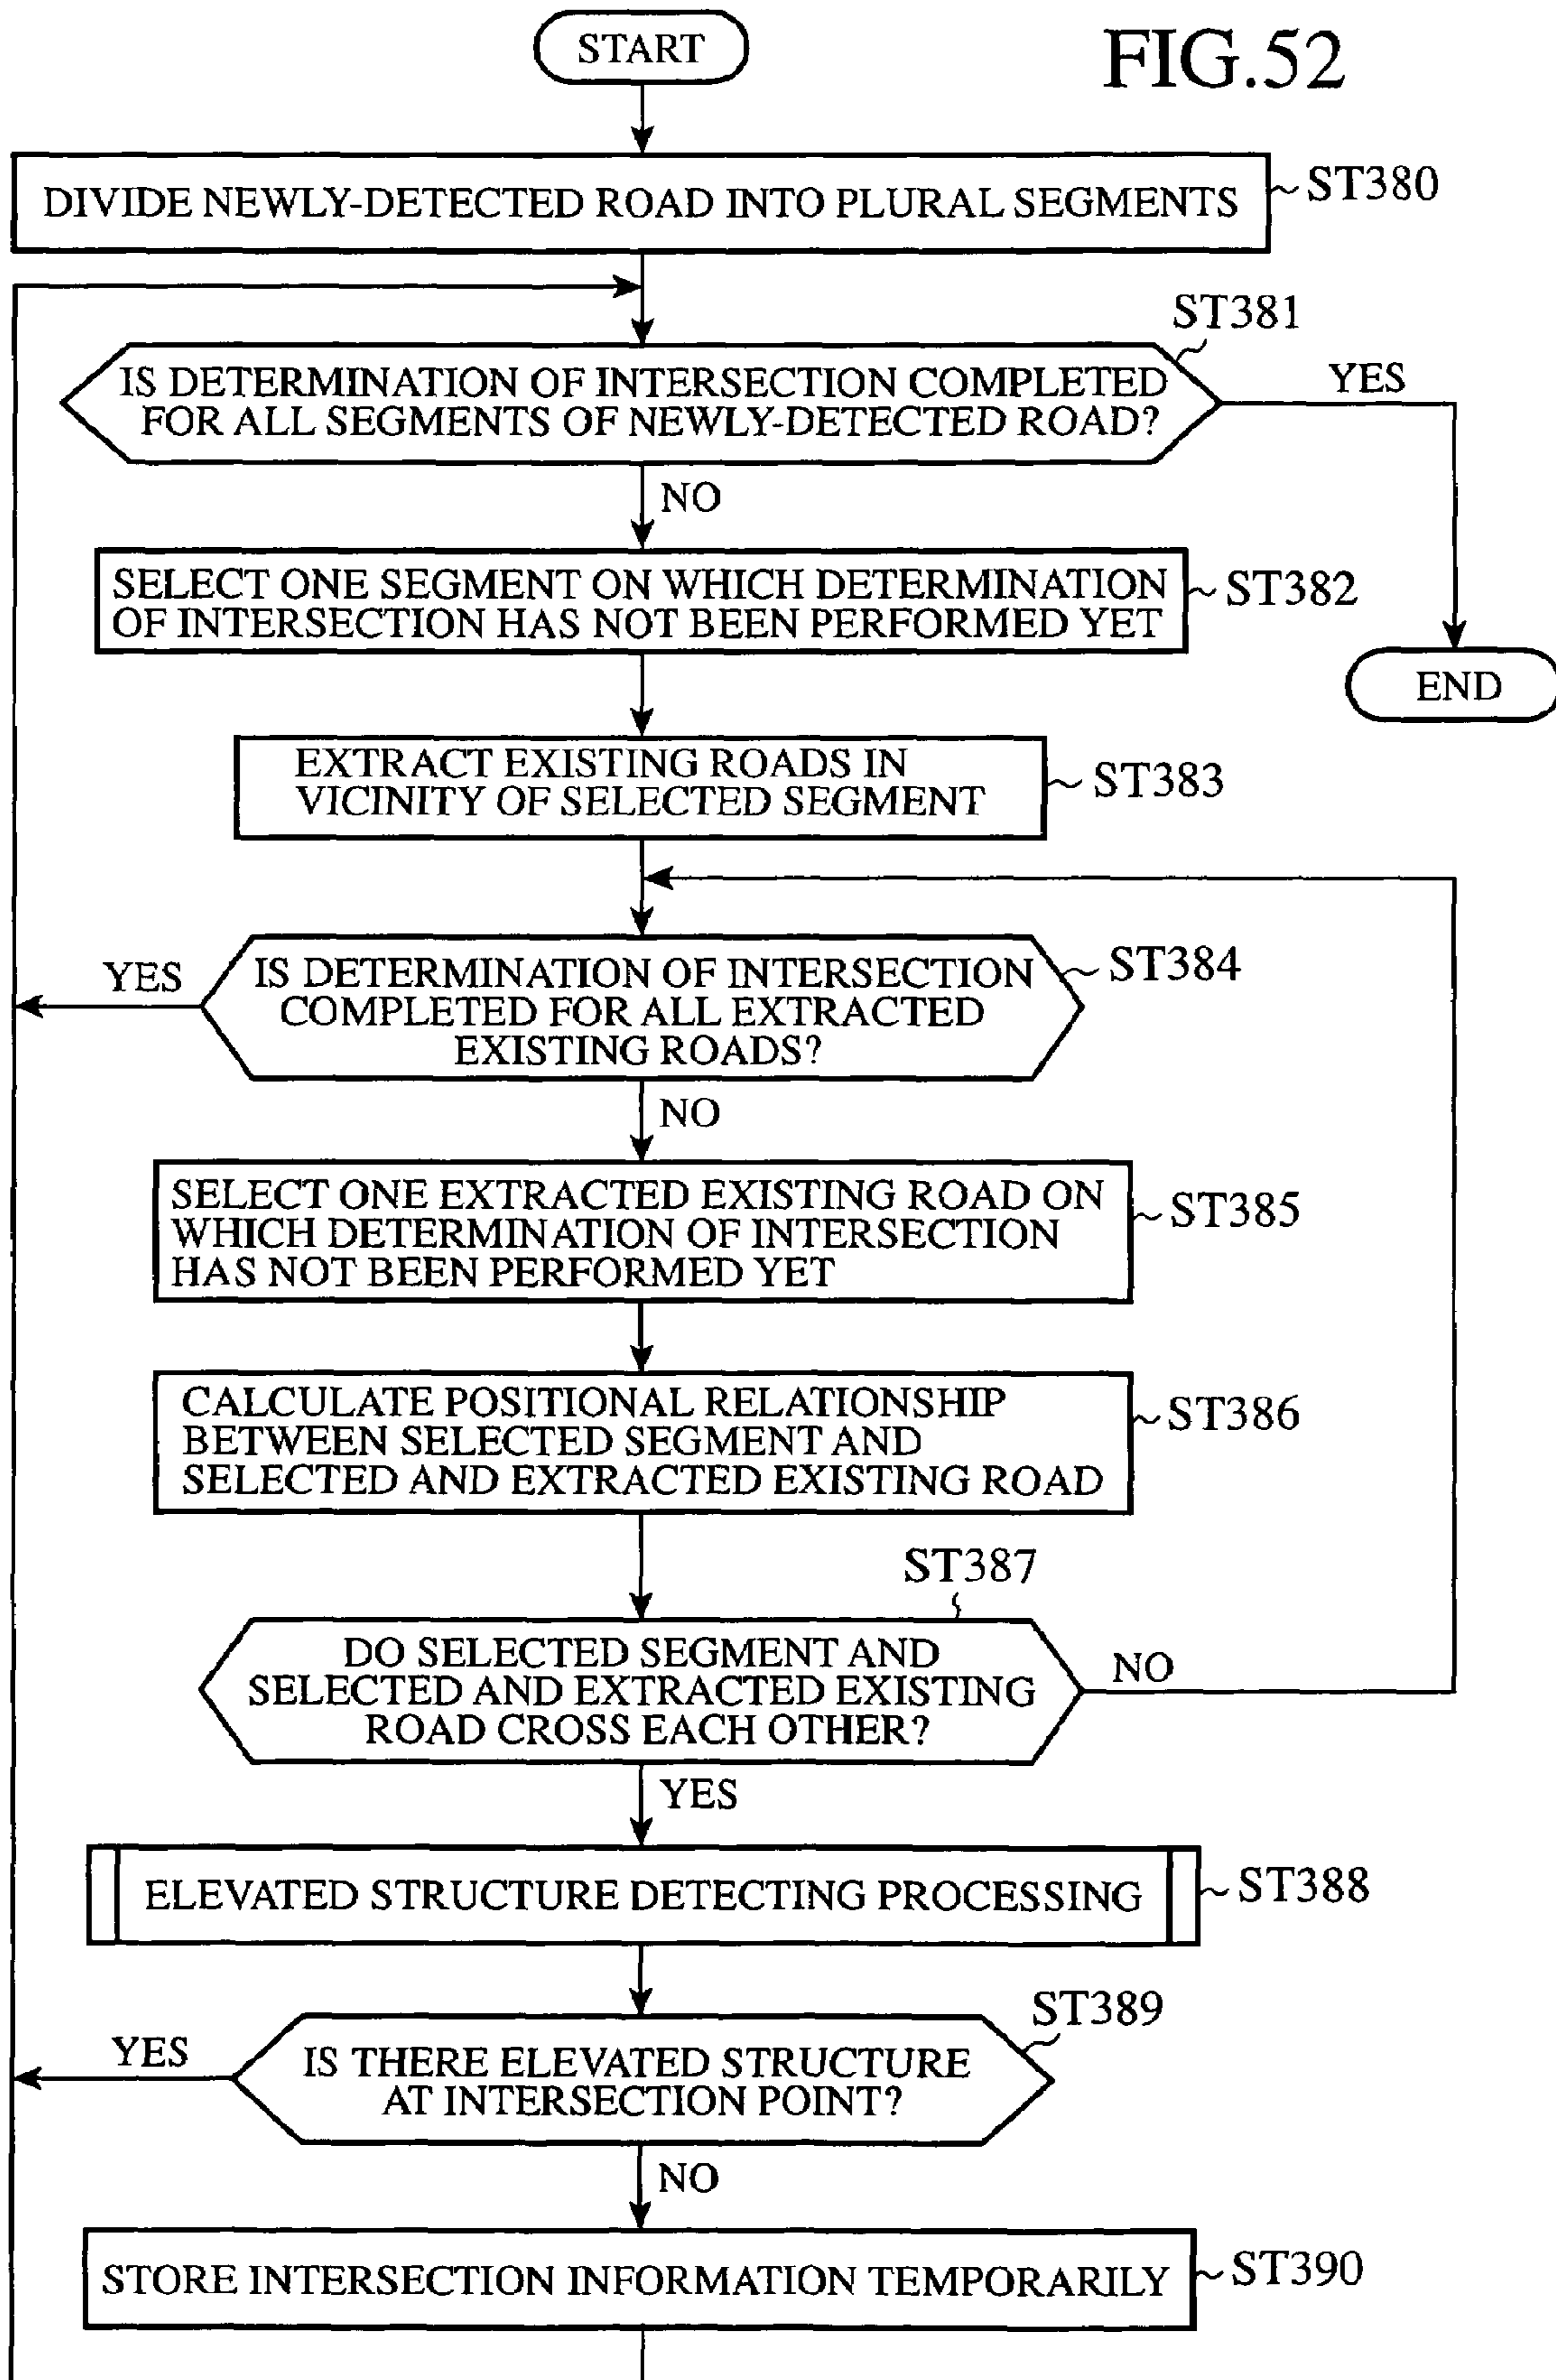 START
FIG.52
DIVIDE NEWLY-DETECTED ROAD INTO PLURAL SEGMENTS
ST380
ST381
IS DETERMINATION OF INTERSECTION COMPLETED
FOR ALL SEGMENTS OF NEWLY-DETECTED ROAD?
YES
NO
SELECT ONE SEGMENT ON WHICH DETERMINATION
OF INTERSECTION HAS NOT BEEN PERFORMED YET
ST382
END
EXTRACT EXISTING ROADS IN
VICINITY OF SELECTED SEGMENT
ST383
YES
IS DETERMINATION OF INTERSECTION
COMPLETED FOR ALL EXTRACTED
EXISTING ROADS?
ST384
NO
SELECT ONE EXTRACTED EXISTING ROAD ON
WHICH DETERMINATION OF INTERSECTION
HAS NOT BEEN PERFORMED YET
ST385
CALCULATE POSITIONAL RELATIONSHIP
BETWEEN SELECTED SEGMENT AND
SELECTED AND EXTRACTED EXISTING ROAD
ST386
ST387
DO SELECTED SEGMENT AND
SELECTED AND EXTRACTED EXISTING
ROAD CROSS EACH OTHER?
NO
YES
ELEVATED STRUCTURE DETECTING PROCESSING
ST388
ST389
YES
IS THERE ELEVATED STRUCTURE
AT INTERSECTION POINT?
NO
STORE INTERSECTION INFORMATION TEMPORARILY
ST390